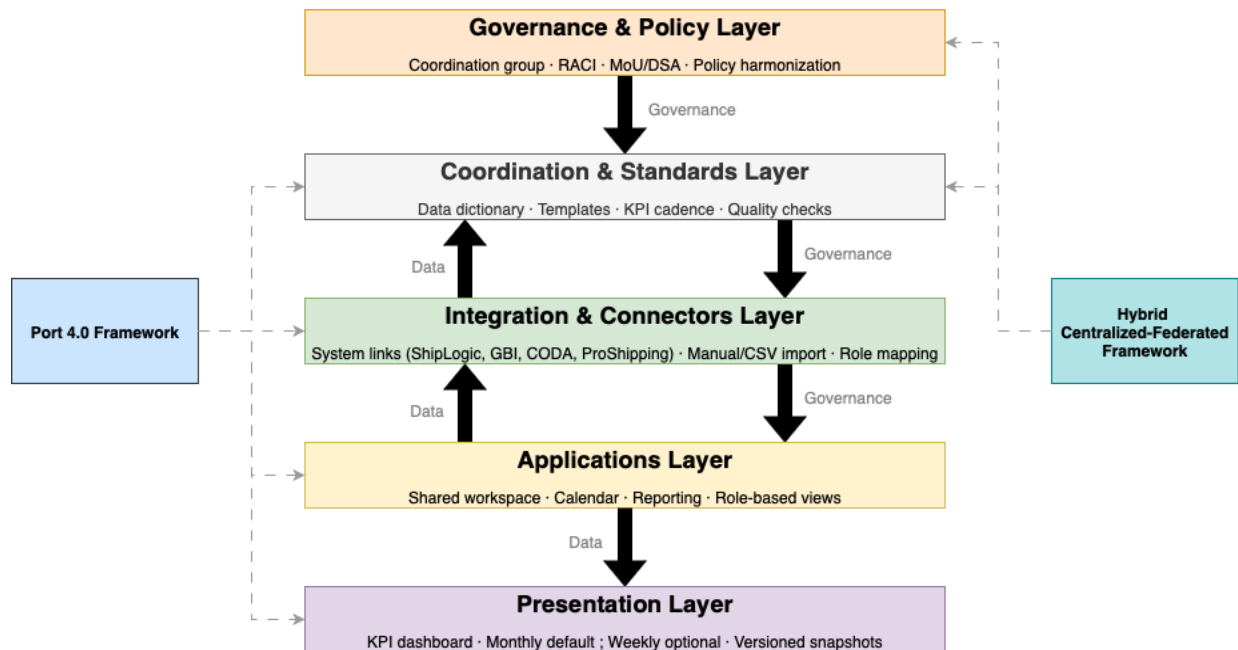 Governance & Policy Layer
Coordination group · RACI · MoU/DSA · Policy harmonization
Governance
Coordination & Standards Layer
Data dictionary · Templates · KPI cadence · Quality checks
Data
Governance
Port 4.0 Framework
Integration & Connectors Layer
System links (ShipLogic, GBI, CODA, ProShipping) · Manual/CSV import · Role mapping
Hybrid
Centralized-Federated
Framework
Data
Governance
Applications Layer
Shared workspace · Calendar · Reporting · Role-based views
Data
Presentation Layer
KPI dashboard · Monthly default ; Weekly optional · Versioned snapshots